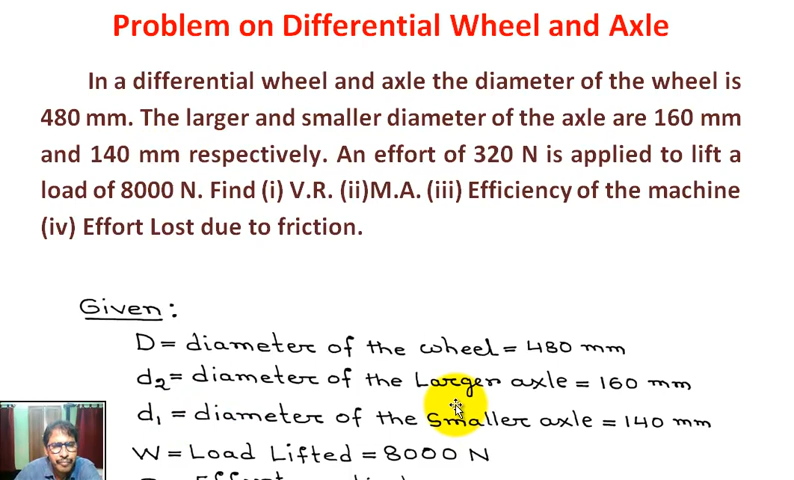 Problem on Differential Wheel and Axle
In a differential wheel and axle the diameter of the wheel is
480 mm. The larger and smaller diameter of the axle are 160 mm
and 140 mm respectively. An effort of 320 N is applied to lift a
load of 8000 N. Find (i) V.R. (ii)M.A. (iii) Efficiency of the machine
(iv) Effort Lost due to friction.
Given:
D = diameter of the wheel = 480 mm
d2 = diameter of the Larger axle = 160 mm
d1 = diameter of the Smaller axle = 140 mm
W = Load Lifted = 8000 N